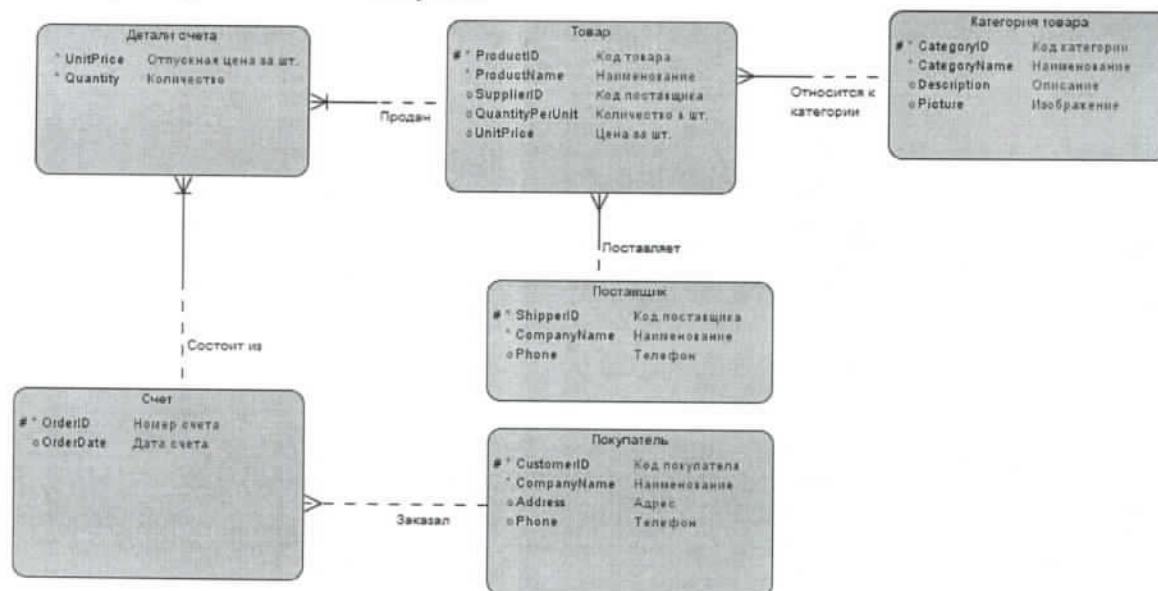 Детали счета
* UnitPrice Отпускная цена за шт.
* Quantity Количество
Товар
# * ProductID Код товара
* ProductName Наименование
o SupplierID Код поставщика
o QuantityPerUnit Количество в шт.
o UnitPrice Цена за шт.
Категория товара
# * CategoryID Код категории
* CategoryName Наименование
o Description Описание
o Picture Изображение
Продан
Относится к
категории
Поставляет
Поставщик
# * ShipperID Код поставщика
* CompanyName Наименование
o Phone Телефон
Состоит из
Счет
# * OrderID Номер счета
o OrderDate Дата счета
Покупатель
# * CustomerID Код покупателя
* CompanyName Наименование
o Address Адрес
o Phone Телефон
Заказал